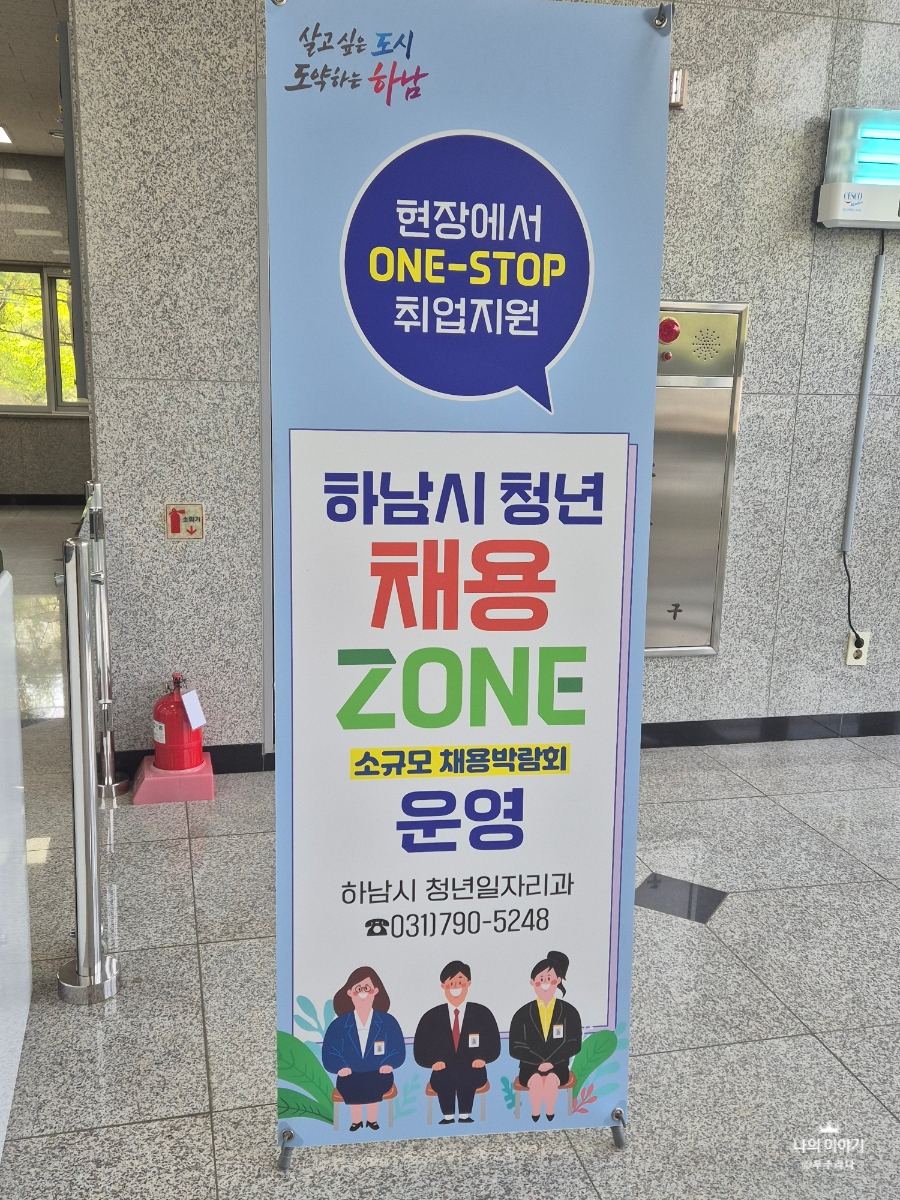 살고 싶은 도시
도약하는 하남
현장에서
ONE-STOP
취업지원
CESCO
하남시 청년
채용
ZONE
소화기
소규모 채용박람회
운영
하남시 청년일자리과
☎031)790-5248
구
나의 이야기